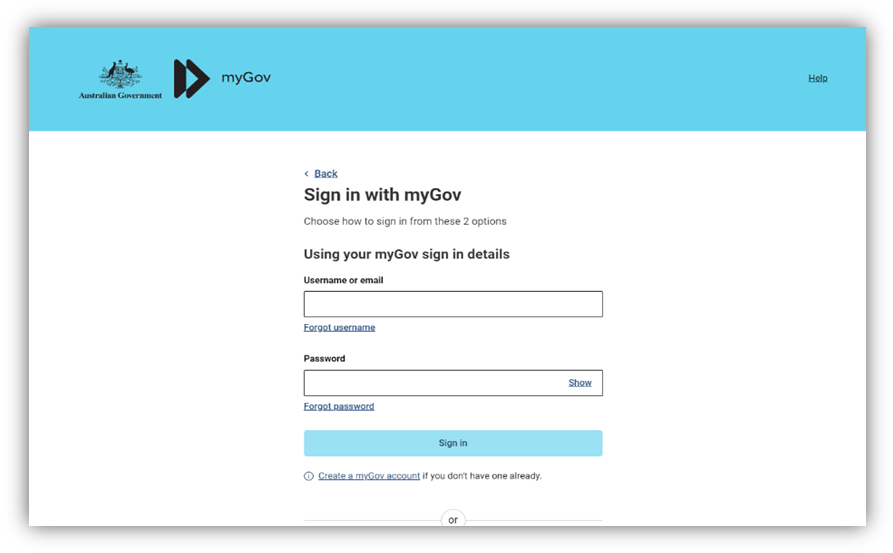 Australian Government
myGov
Help
Back
Sign in with myGov
Choose how to sign in from these 2 options
Using your myGov sign in details
Username or email
Forgot username
Password
Show
Forgot password
Sign in
Create a myGov account if you don't have one already.
or